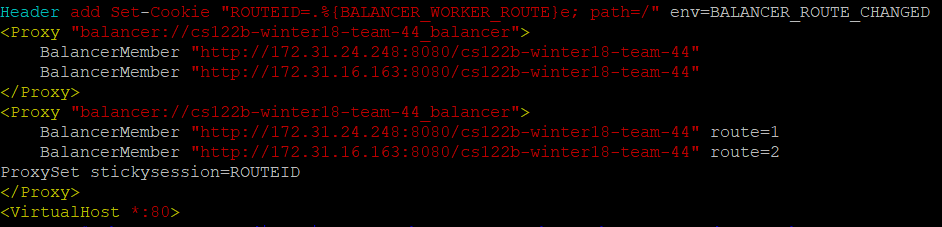 Header add Set-Cookie "ROUTEID=.%{BALANCER_WORKER_ROUTE}e; path=/" env=BALANCER_ROUTE_CHANGED
<Proxy "balancer://cs122b-winter18-team-44_balancer">
    BalancerMember "http://172.31.24.248:8080/cs122b-winter18-team-44"
    BalancerMember "http://172.31.16.163:8080/cs122b-winter18-team-44"
</Proxy>
<Proxy "balancer://cs122b-winter18-team-44_balancer">
    BalancerMember "http://172.31.24.248:8080/cs122b-winter18-team-44" route=1
    BalancerMember "http://172.31.16.163:8080/cs122b-winter18-team-44" route=2
ProxySet stickysession=ROUTEID
</Proxy>
<VirtualHost *:80>